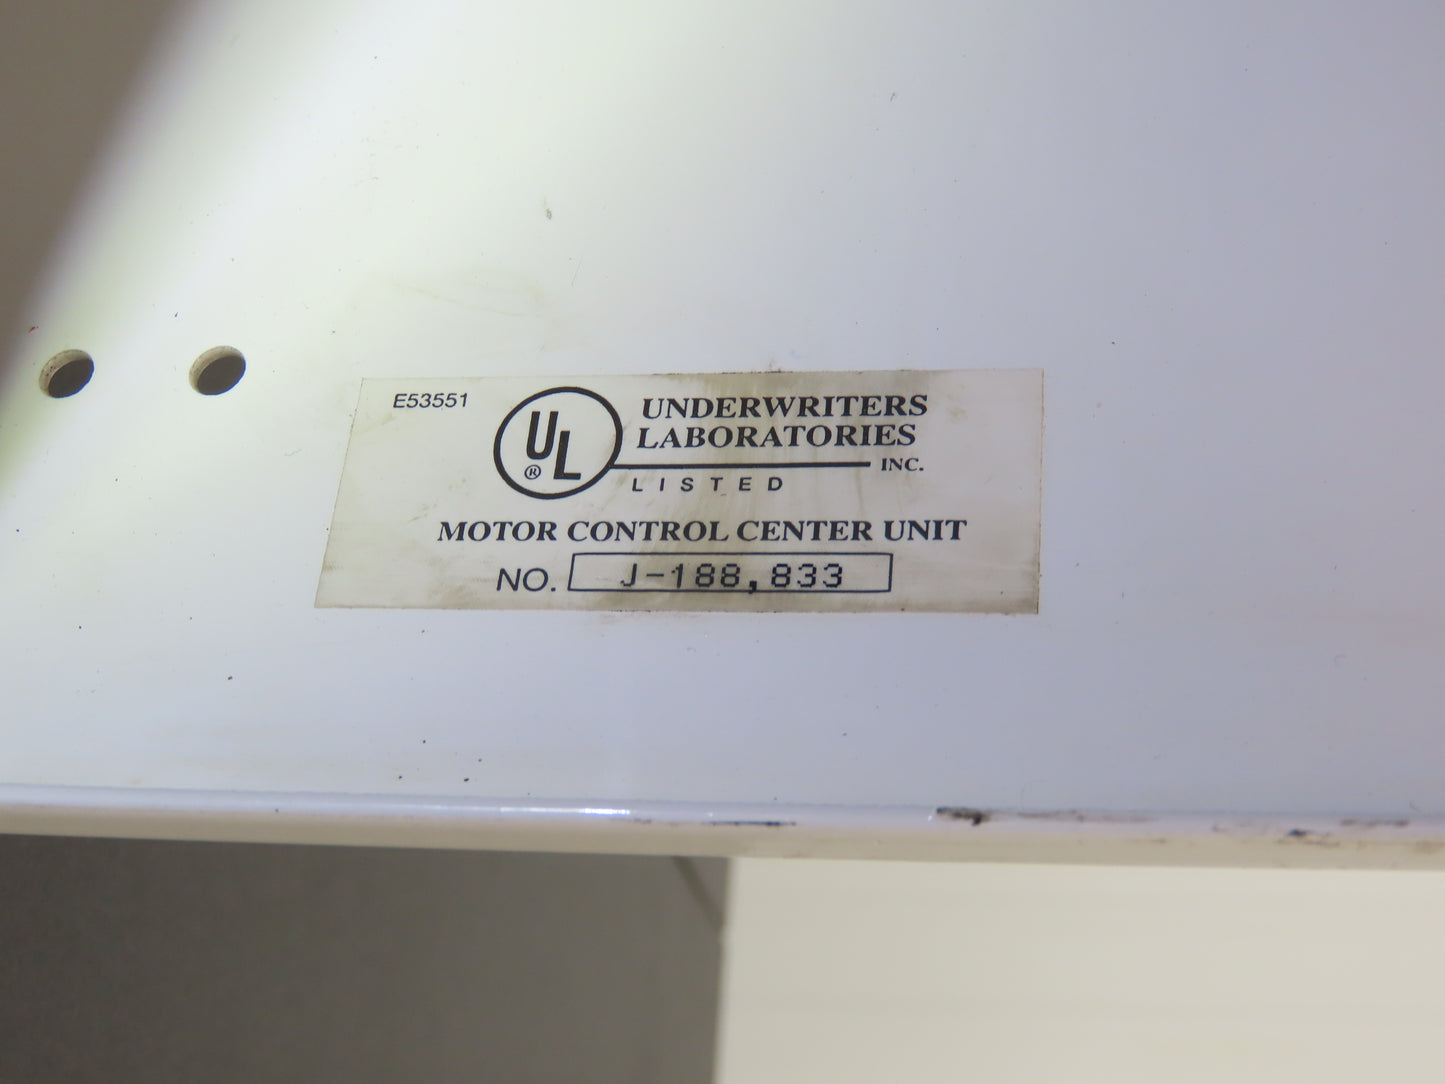 E53551
UL®
UNDERWRITERS
LABORATORIES
INC.
LISTED
MOTOR CONTROL CENTER UNIT
NO. J-188,833